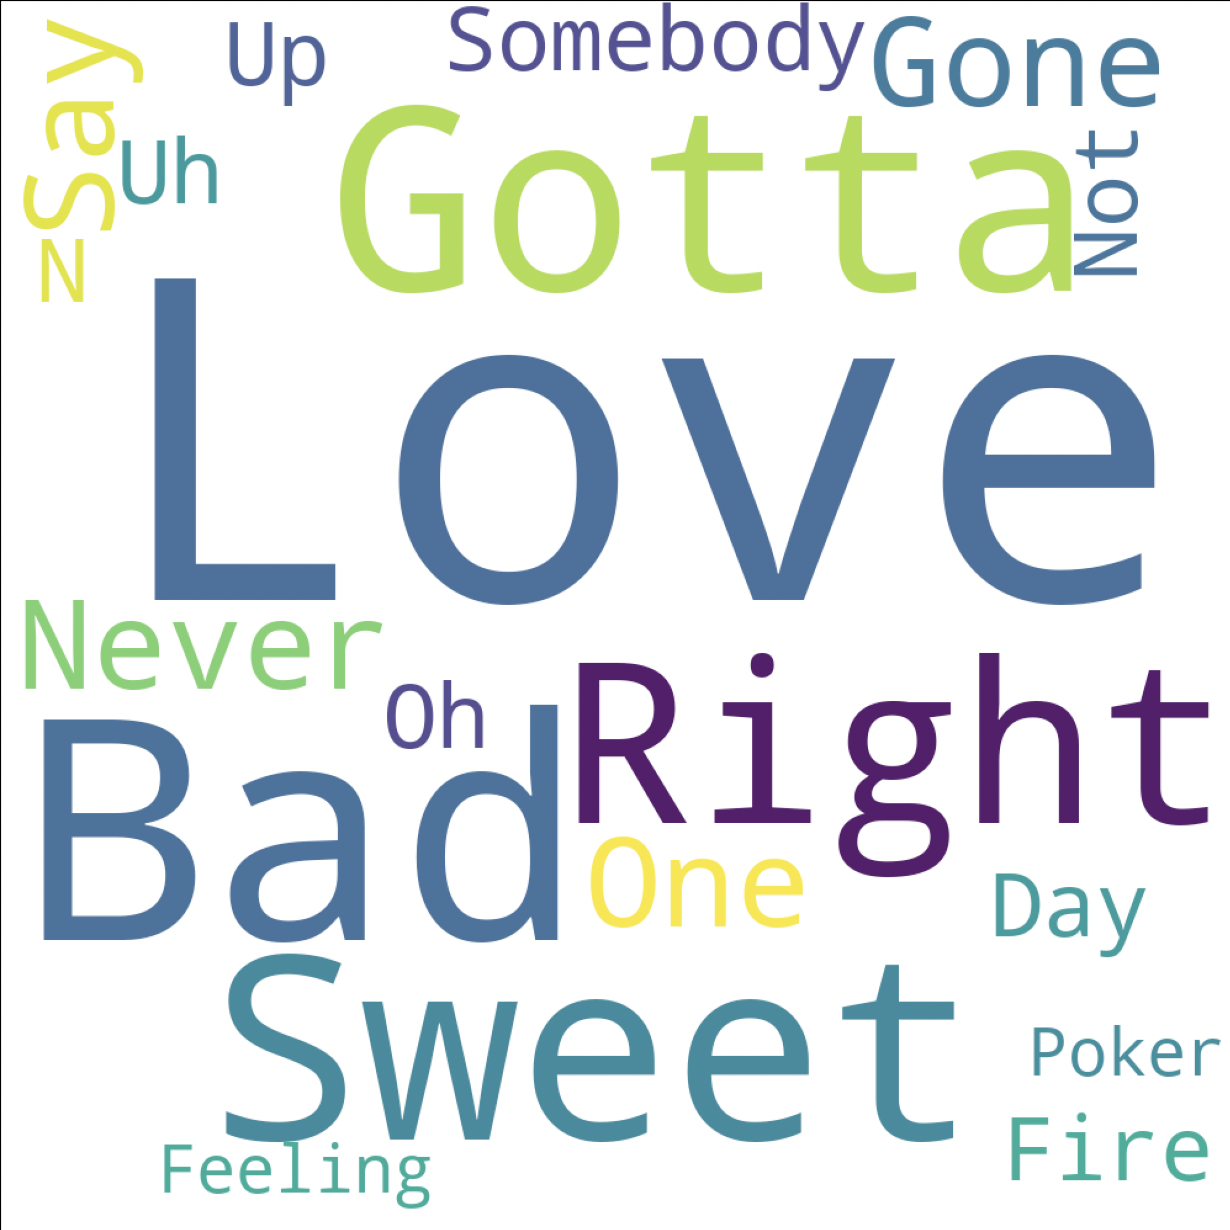 Say
Up
Somebody
Gone
Uh
Gotta
Not
N
Love
Never
Oh
Right
Bad
One
Day
Sweet
Poker
Fire
Feeling